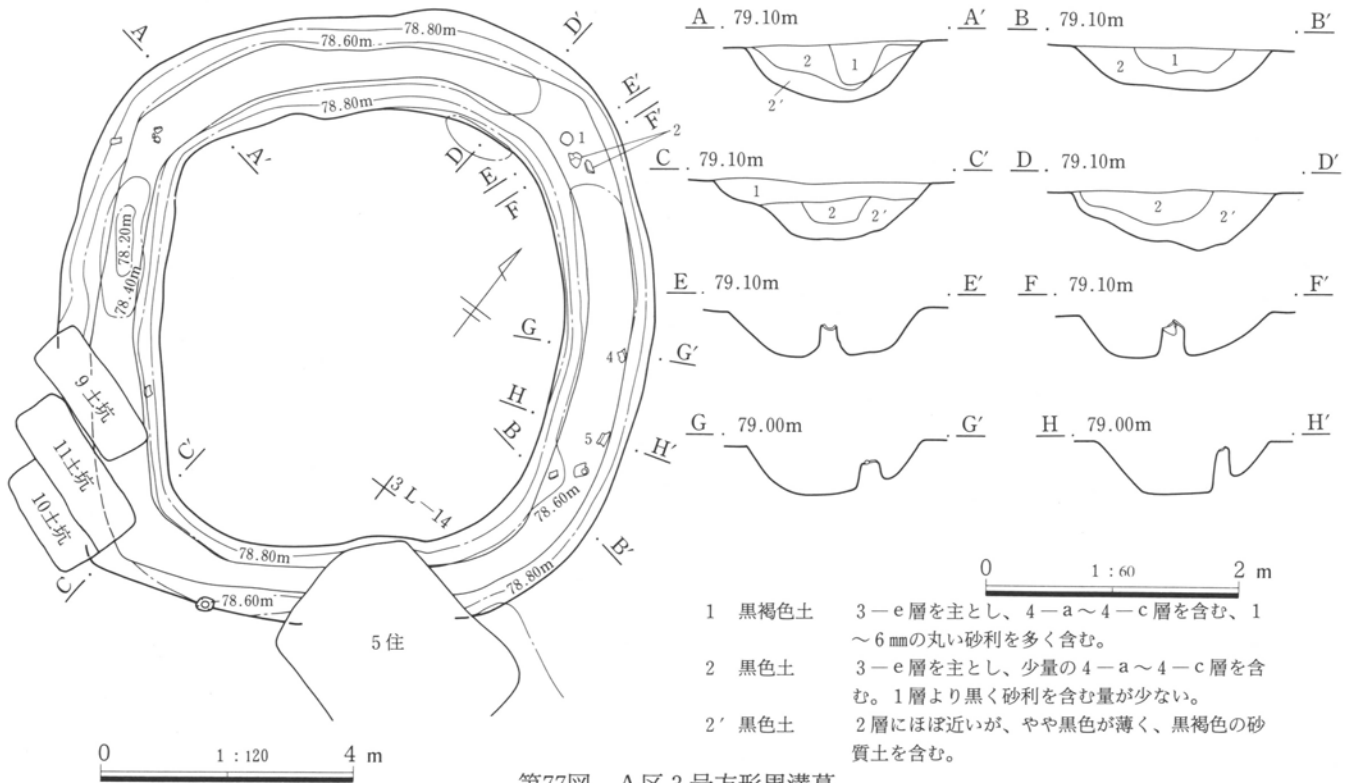 A
78.80m
78.60m
D′
78.80m
E′
F′
1
2
A′
D
E
F
78.20m
78.40m
G
4
G′
9土坑
H
B
5
H′
11土坑
C′
3L-14
78.60m
10土坑
B′
78.80m
78.80m
C
78.60m
5住
0 1:120 4 m
A . 79.10m . A′
2
1
2′
B . 79.10m . B′
2
1
C . 79.10m . C′
1
2
2′
D . 79.10m . D′
2
2′
E . 79.10m . E′
F . 79.10m . F′
G . 79.00m . G′
H . 79.00m . H′
0 1:60 2 m
1 黒褐色土 3-e層を主とし、4-a~4-c層を含む、1
~6㎜の丸い砂利を多く含む。
2 黒色土 3-e層を主とし、少量の4-a~4-c層を含
む。1層より黒く砂利を含む量が少ない。
2′ 黒色土 2層にほぼ近いが、やや黒色が薄く、黒褐色の砂
質土を含む。
第77図 A区